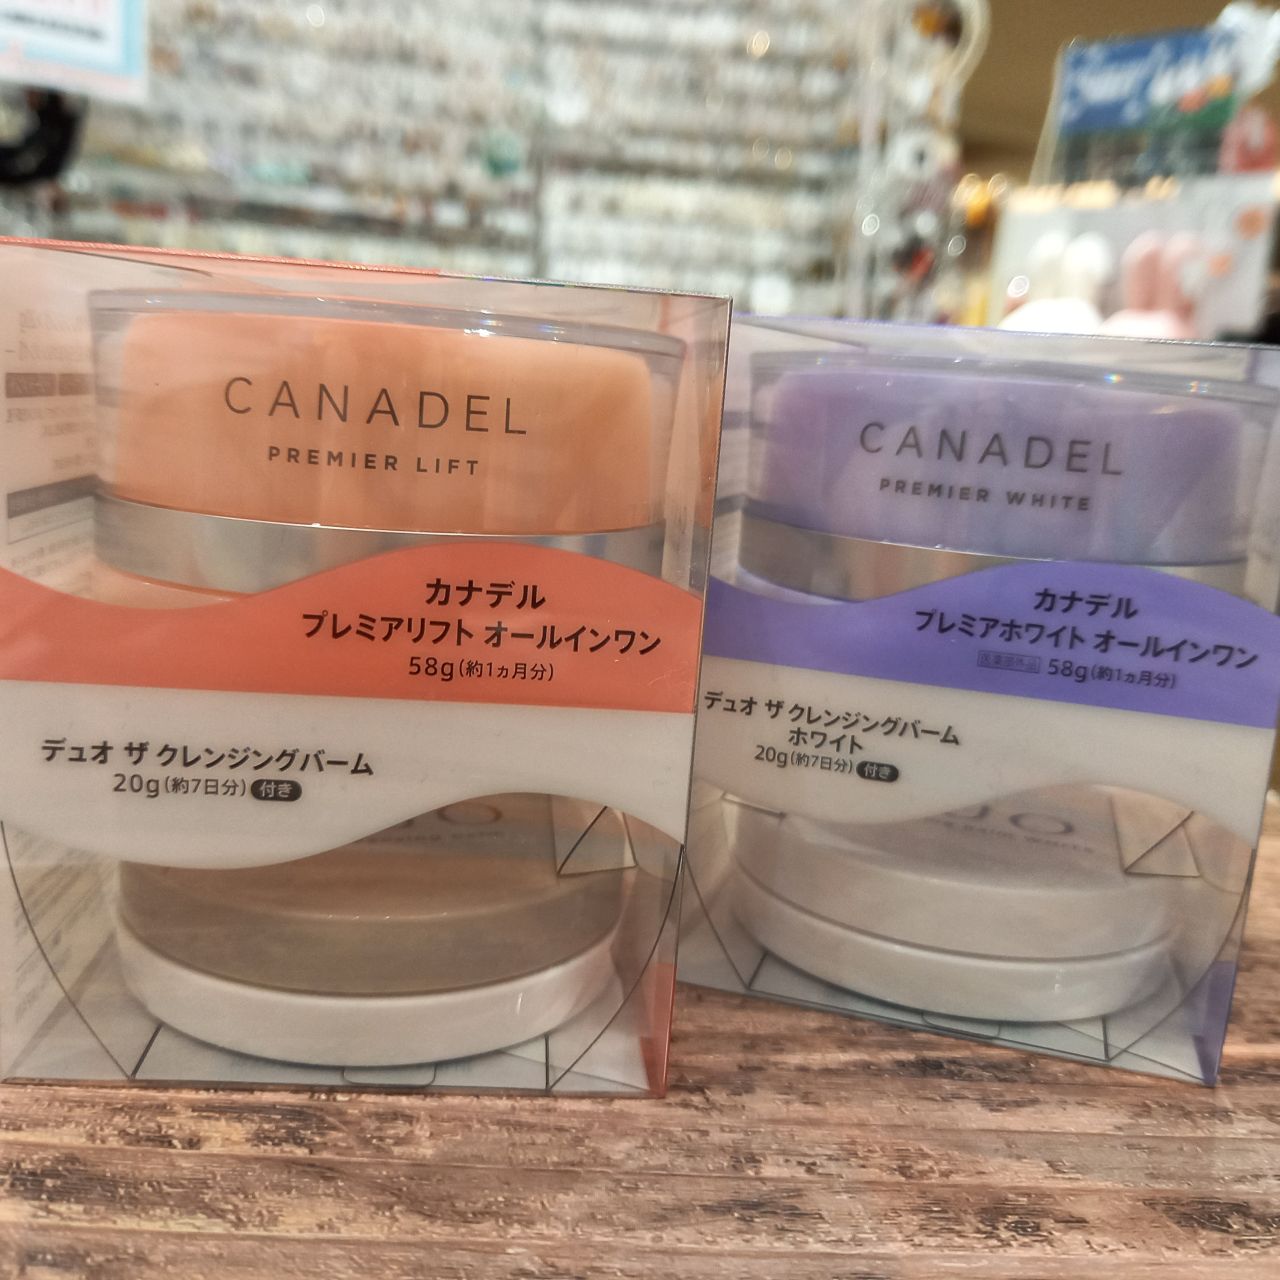 CANADEL
PREMIER LIFT
カナデル
プレミアリフト オールインワン
58g(約1ヵ月分)
デュオ ザ クレンジングバーム
20g(約7日分) 付き
CANADEL
PREMIER WHITE
カナデル
プレミアホワイト オールインワン
医薬部外品 58g(約1ヵ月分)
デュオ ザ クレンジングバーム
ホワイト
20g(約7日分) 付き